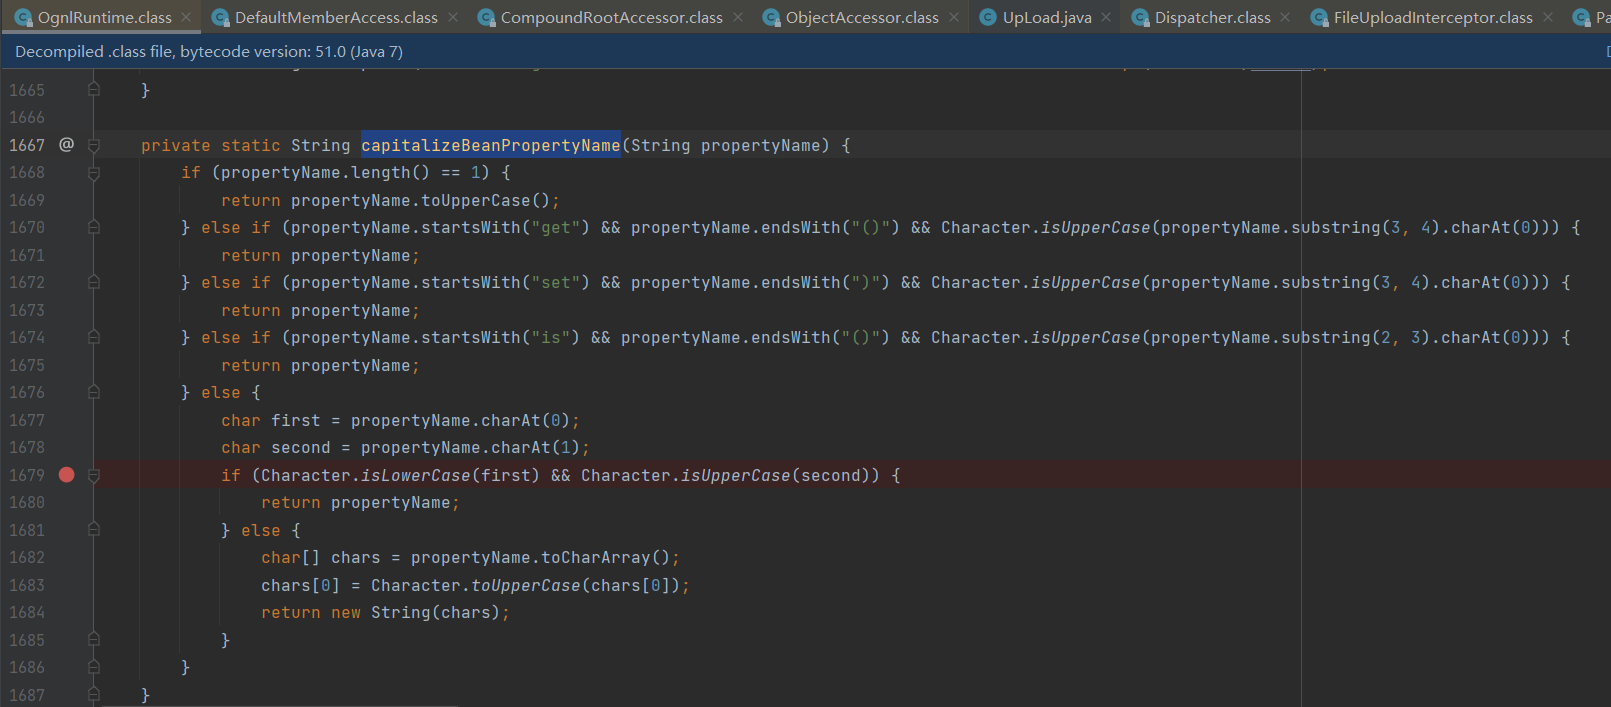 OgnlRuntime.class × DefaultMemberAccess.class × CompoundRootAccessor.class × ObjectAccessor.class × UpLoad.java × Dispatcher.class × FileUploadInterceptor.class × Pa
Decompiled .class file, bytecode version: 51.0 (Java 7)
1665 }
1666
1667 @ private static String capitalizeBeanPropertyName(String propertyName) {
1668 if (propertyName.length() == 1) {
1669 return propertyName.toUpperCase();
1670 } else if (propertyName.startsWith("get") && propertyName.endsWith("()") && Character.isUpperCase(propertyName.substring(3, 4).charAt(0))) {
1671 return propertyName;
1672 } else if (propertyName.startsWith("set") && propertyName.endsWith(")") && Character.isUpperCase(propertyName.substring(3, 4).charAt(0))) {
1673 return propertyName;
1674 } else if (propertyName.startsWith("is") && propertyName.endsWith("()") && Character.isUpperCase(propertyName.substring(2, 3).charAt(0))) {
1675 return propertyName;
1676 } else {
1677 char first = propertyName.charAt(0);
1678 char second = propertyName.charAt(1);
1679 if (Character.isLowerCase(first) && Character.isUpperCase(second)) {
1680 return propertyName;
1681 } else {
1682 char[] chars = propertyName.toCharArray();
1683 chars[0] = Character.toUpperCase(chars[0]);
1684 return new String(chars);
1685 }
1686 }
1687 }